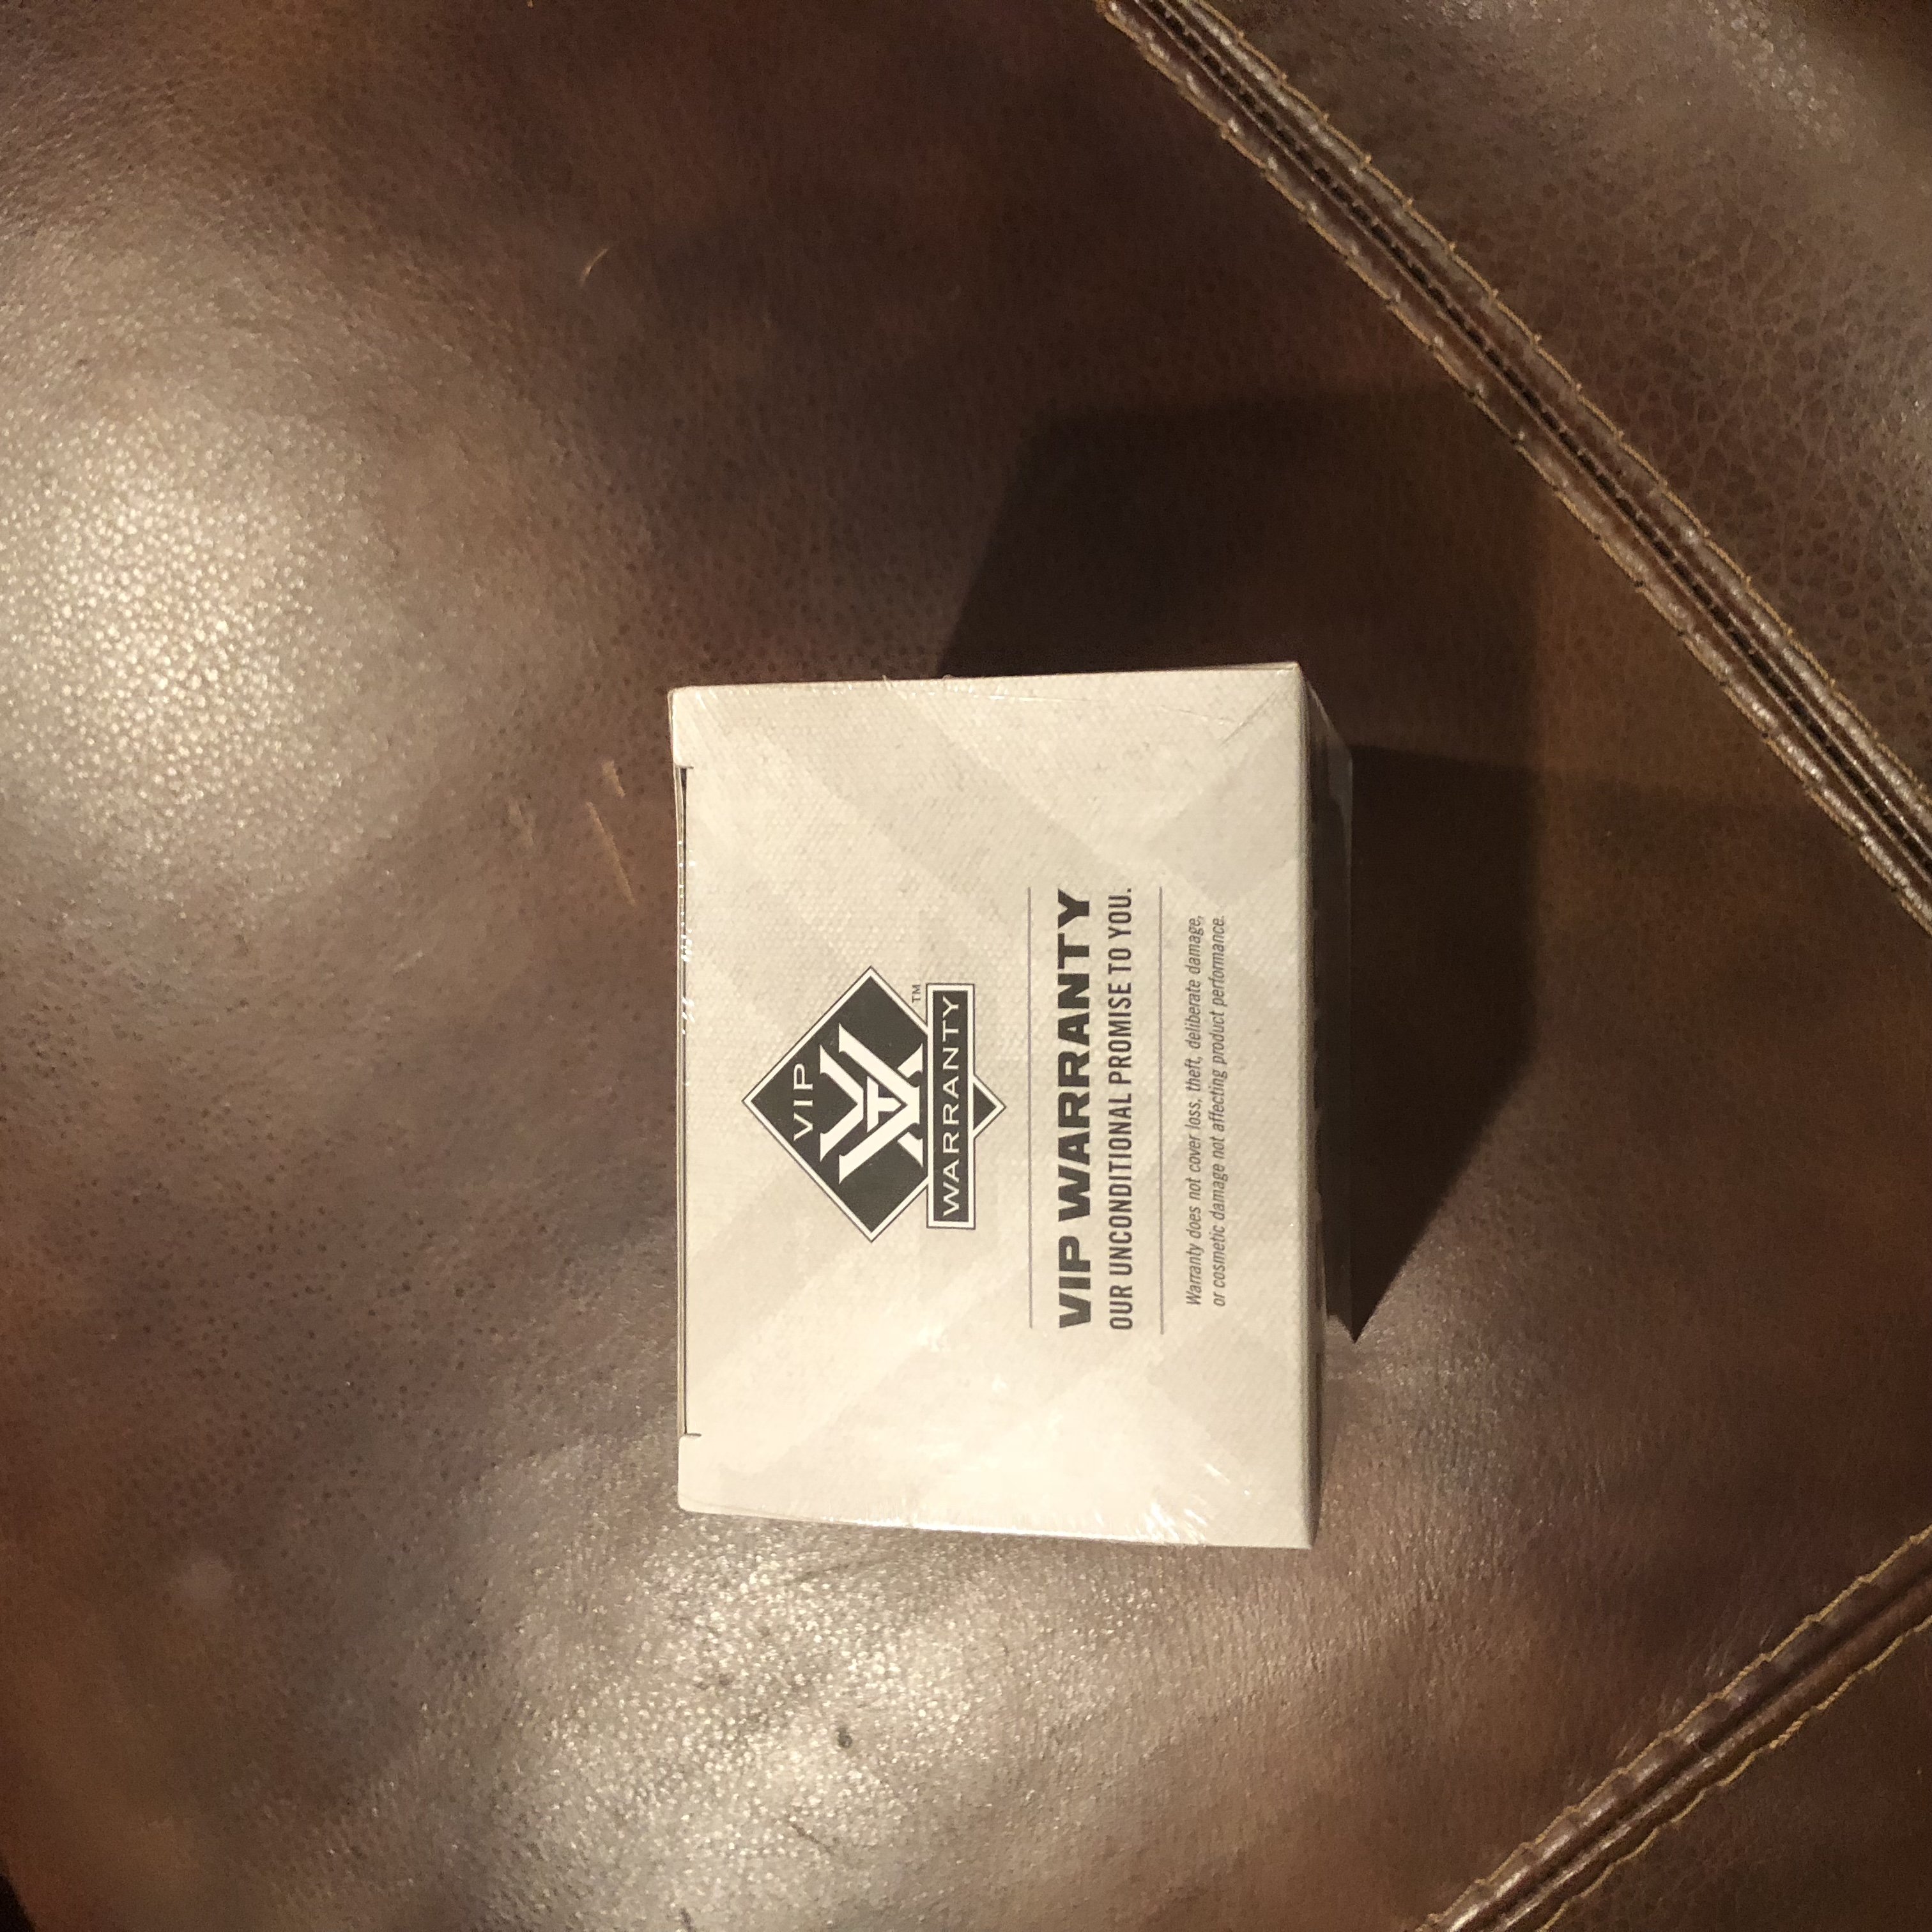 VIP
WARRANTY
TM
VIP WARRANTY
OUR UNCONDITIONAL PROMISE TO YOU.
Warranty does not cover loss, theft, deliberate damage,
or cosmetic damage not affecting product performance.